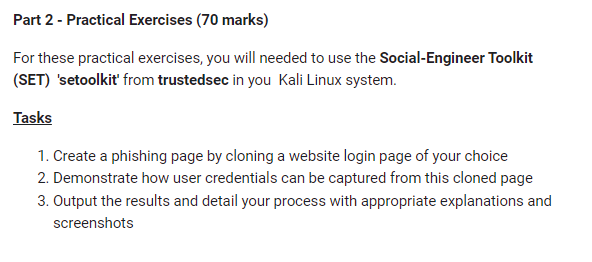 Part 2 - Practical Exercises (70 marks)
For these practical exercises, you will needed to use the Social-Engineer Toolkit
(SET) 'setoolkit' from trustedsec in you Kali Linux system.
Tasks
1. Create a phishing page by cloning a website login page of your choice
2. Demonstrate how user credentials can be captured from this cloned page
3. Output the results and detail your process with appropriate explanations and
screenshots